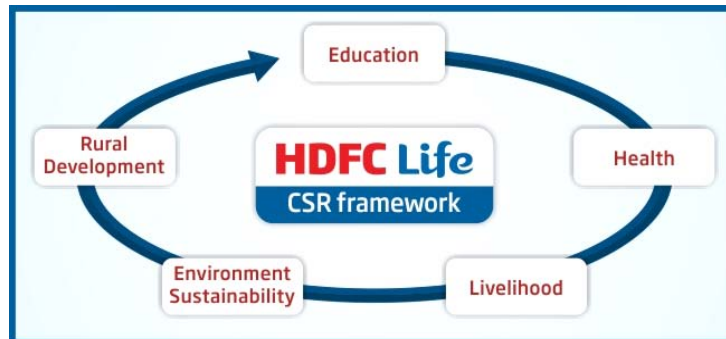 Education
Rural
Development
HDFC Life
CSR framework
Health
Environment
Sustainability
Livelihood